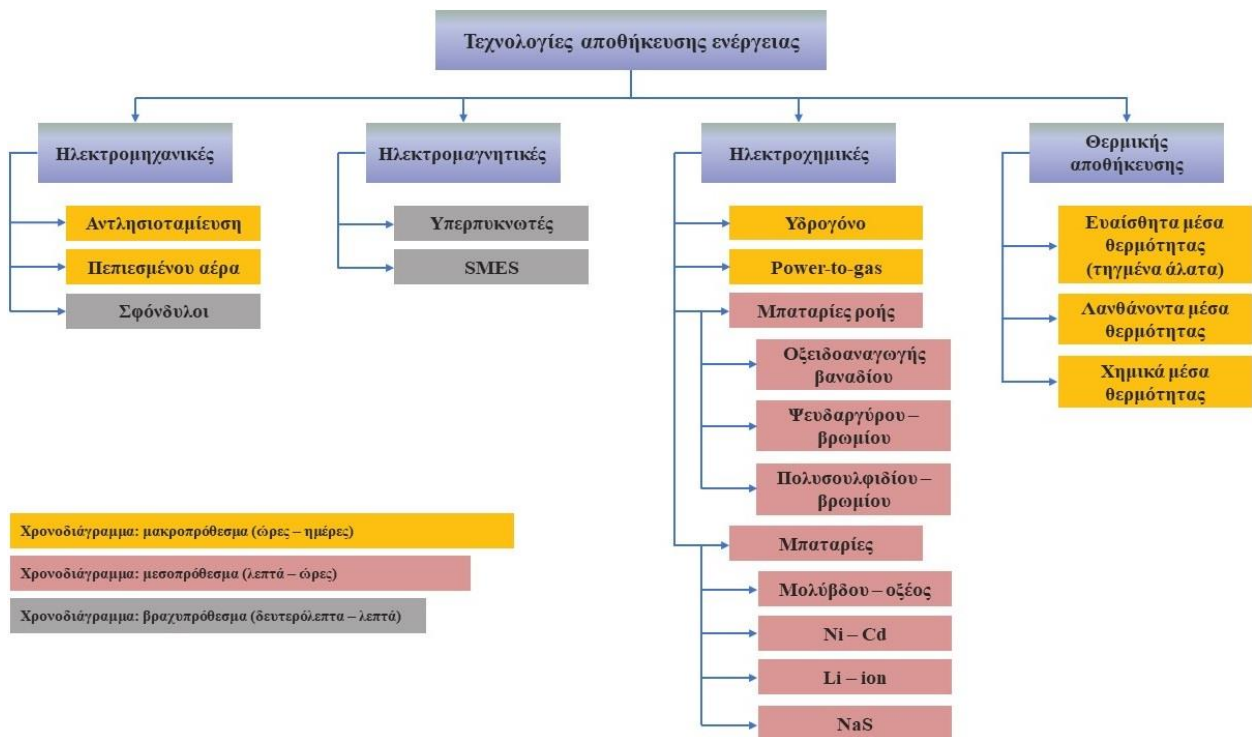 Τεχνολογίες αποθήκευσης ενέργειας
Ηλεκτρομηχανικές
Αντλησιοταμίευση
Πεπιεσμένου αέρα
Σφόνδυλοι
Ηλεκτρομαγνητικές
Υπερπυκνωτές
SMES
Ηλεκτροχημικές
Υδρογόνο
Power-to-gas
Μπαταρίες ροής
Οξειδοαναγωγής
βαναδίου
Ψευδαργύρου –
βρωμίου
Πολυσουλφιδίου –
βρωμίου
Μπαταρίες
Μολύβδου – οξέος
Ni – Cd
Li – ion
NaS
Θερμικής
αποθήκευσης
Ευαίσθητα μέσα
θερμότητας
(τηγμένα άλατα)
Λανθάνοντα μέσα
θερμότητας
Χημικά μέσα
θερμότητας
Χρονοδιάγραμμα: μακροπρόθεσμα (ώρες – ημέρες)
Χρονοδιάγραμμα: μεσοπρόθεσμα (λεπτά – ώρες)
Χρονοδιάγραμμα: βραχυπρόθεσμα (δευτερόλεπτα – λεπτά)